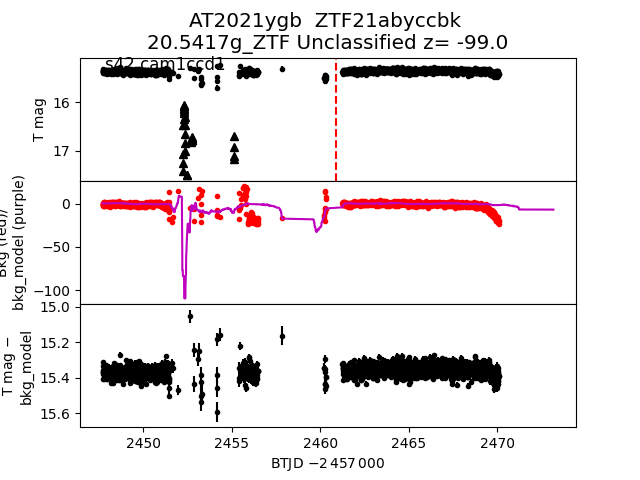 AT2021ygb  ZTF21abyccbk
20.5417g_ZTF Unclassified z= -99.0
s42 cam1ccd1
T mag
16
17
Bkg (red)/
bkg_model (purple)
0
−50
−100
T mag −
bkg_model
15.0
15.2
15.4
15.6
2450
2455
2460
2465
2470
BTJD −2 457 000